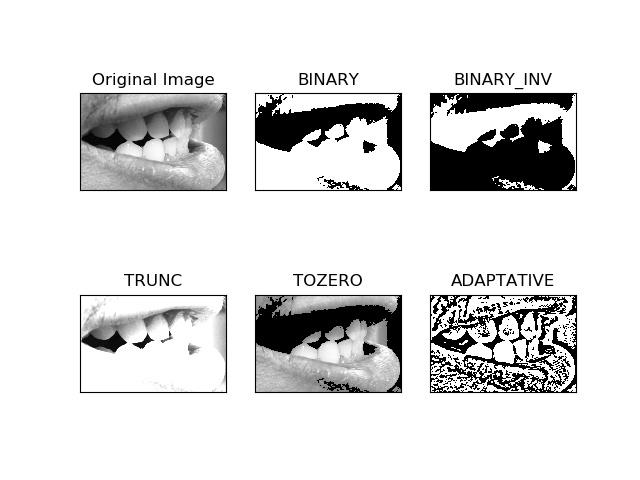 Original Image
BINARY
BINARY_INV
TRUNC
TOZERO
ADAPTATIVE